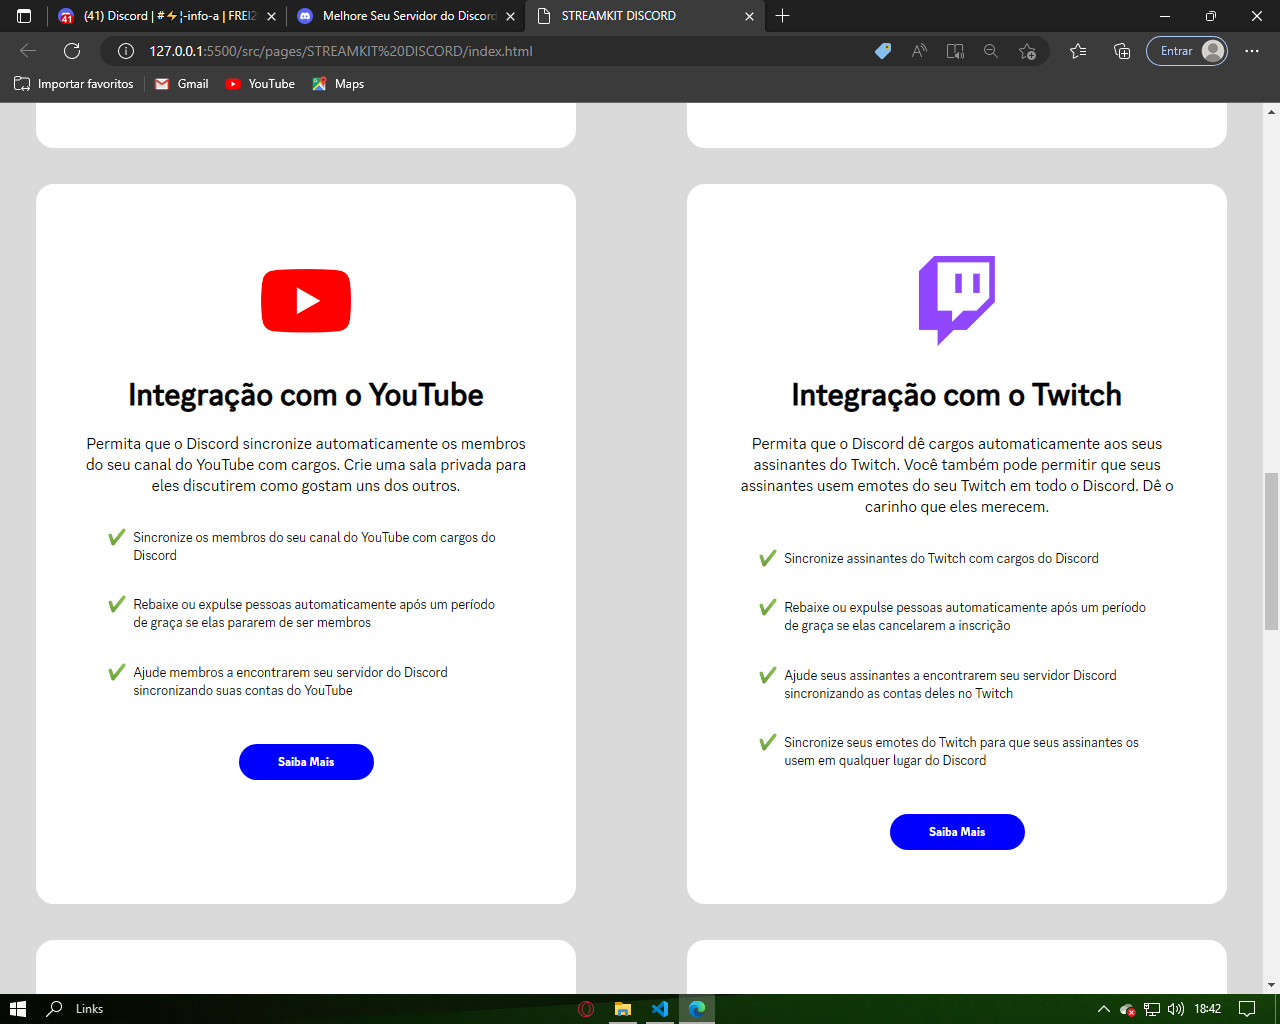 (41) Discord | #⚡¦-info-a | FREI2
Melhore Seu Servidor do Discord
STREAMKIT DISCORD
127.0.0.1:5500/src/pages/STREAMKIT%20DISCORD/index.html
Entrar
Importar favoritos
Gmail
YouTube
Maps
Integração com o YouTube
Permita que o Discord sincronize automaticamente os membros
do seu canal do YouTube com cargos. Crie uma sala privada para
eles discutirem como gostam uns dos outros.
✔ Sincronize os membros do seu canal do YouTube com cargos do
Discord
✔ Rebaixe ou expulse pessoas automaticamente após um período
de graça se elas pararem de ser membros
✔ Ajude membros a encontrarem seu servidor do Discord
sincronizando suas contas do YouTube
Saiba Mais
Integração com o Twitch
Permita que o Discord dê cargos automaticamente aos seus
assinantes do Twitch. Você também pode permitir que seus
assinantes usem emotes do seu Twitch em todo o Discord. Dê o
carinho que eles merecem.
✔ Sincronize assinantes do Twitch com cargos do Discord
✔ Rebaixe ou expulse pessoas automaticamente após um período
de graça se elas cancelarem a inscrição
✔ Ajude seus assinantes a encontrarem seu servidor Discord
sincronizando as contas deles no Twitch
✔ Sincronize seus emotes do Twitch para que seus assinantes os
usem em qualquer lugar do Discord
Saiba Mais
Links
18:42